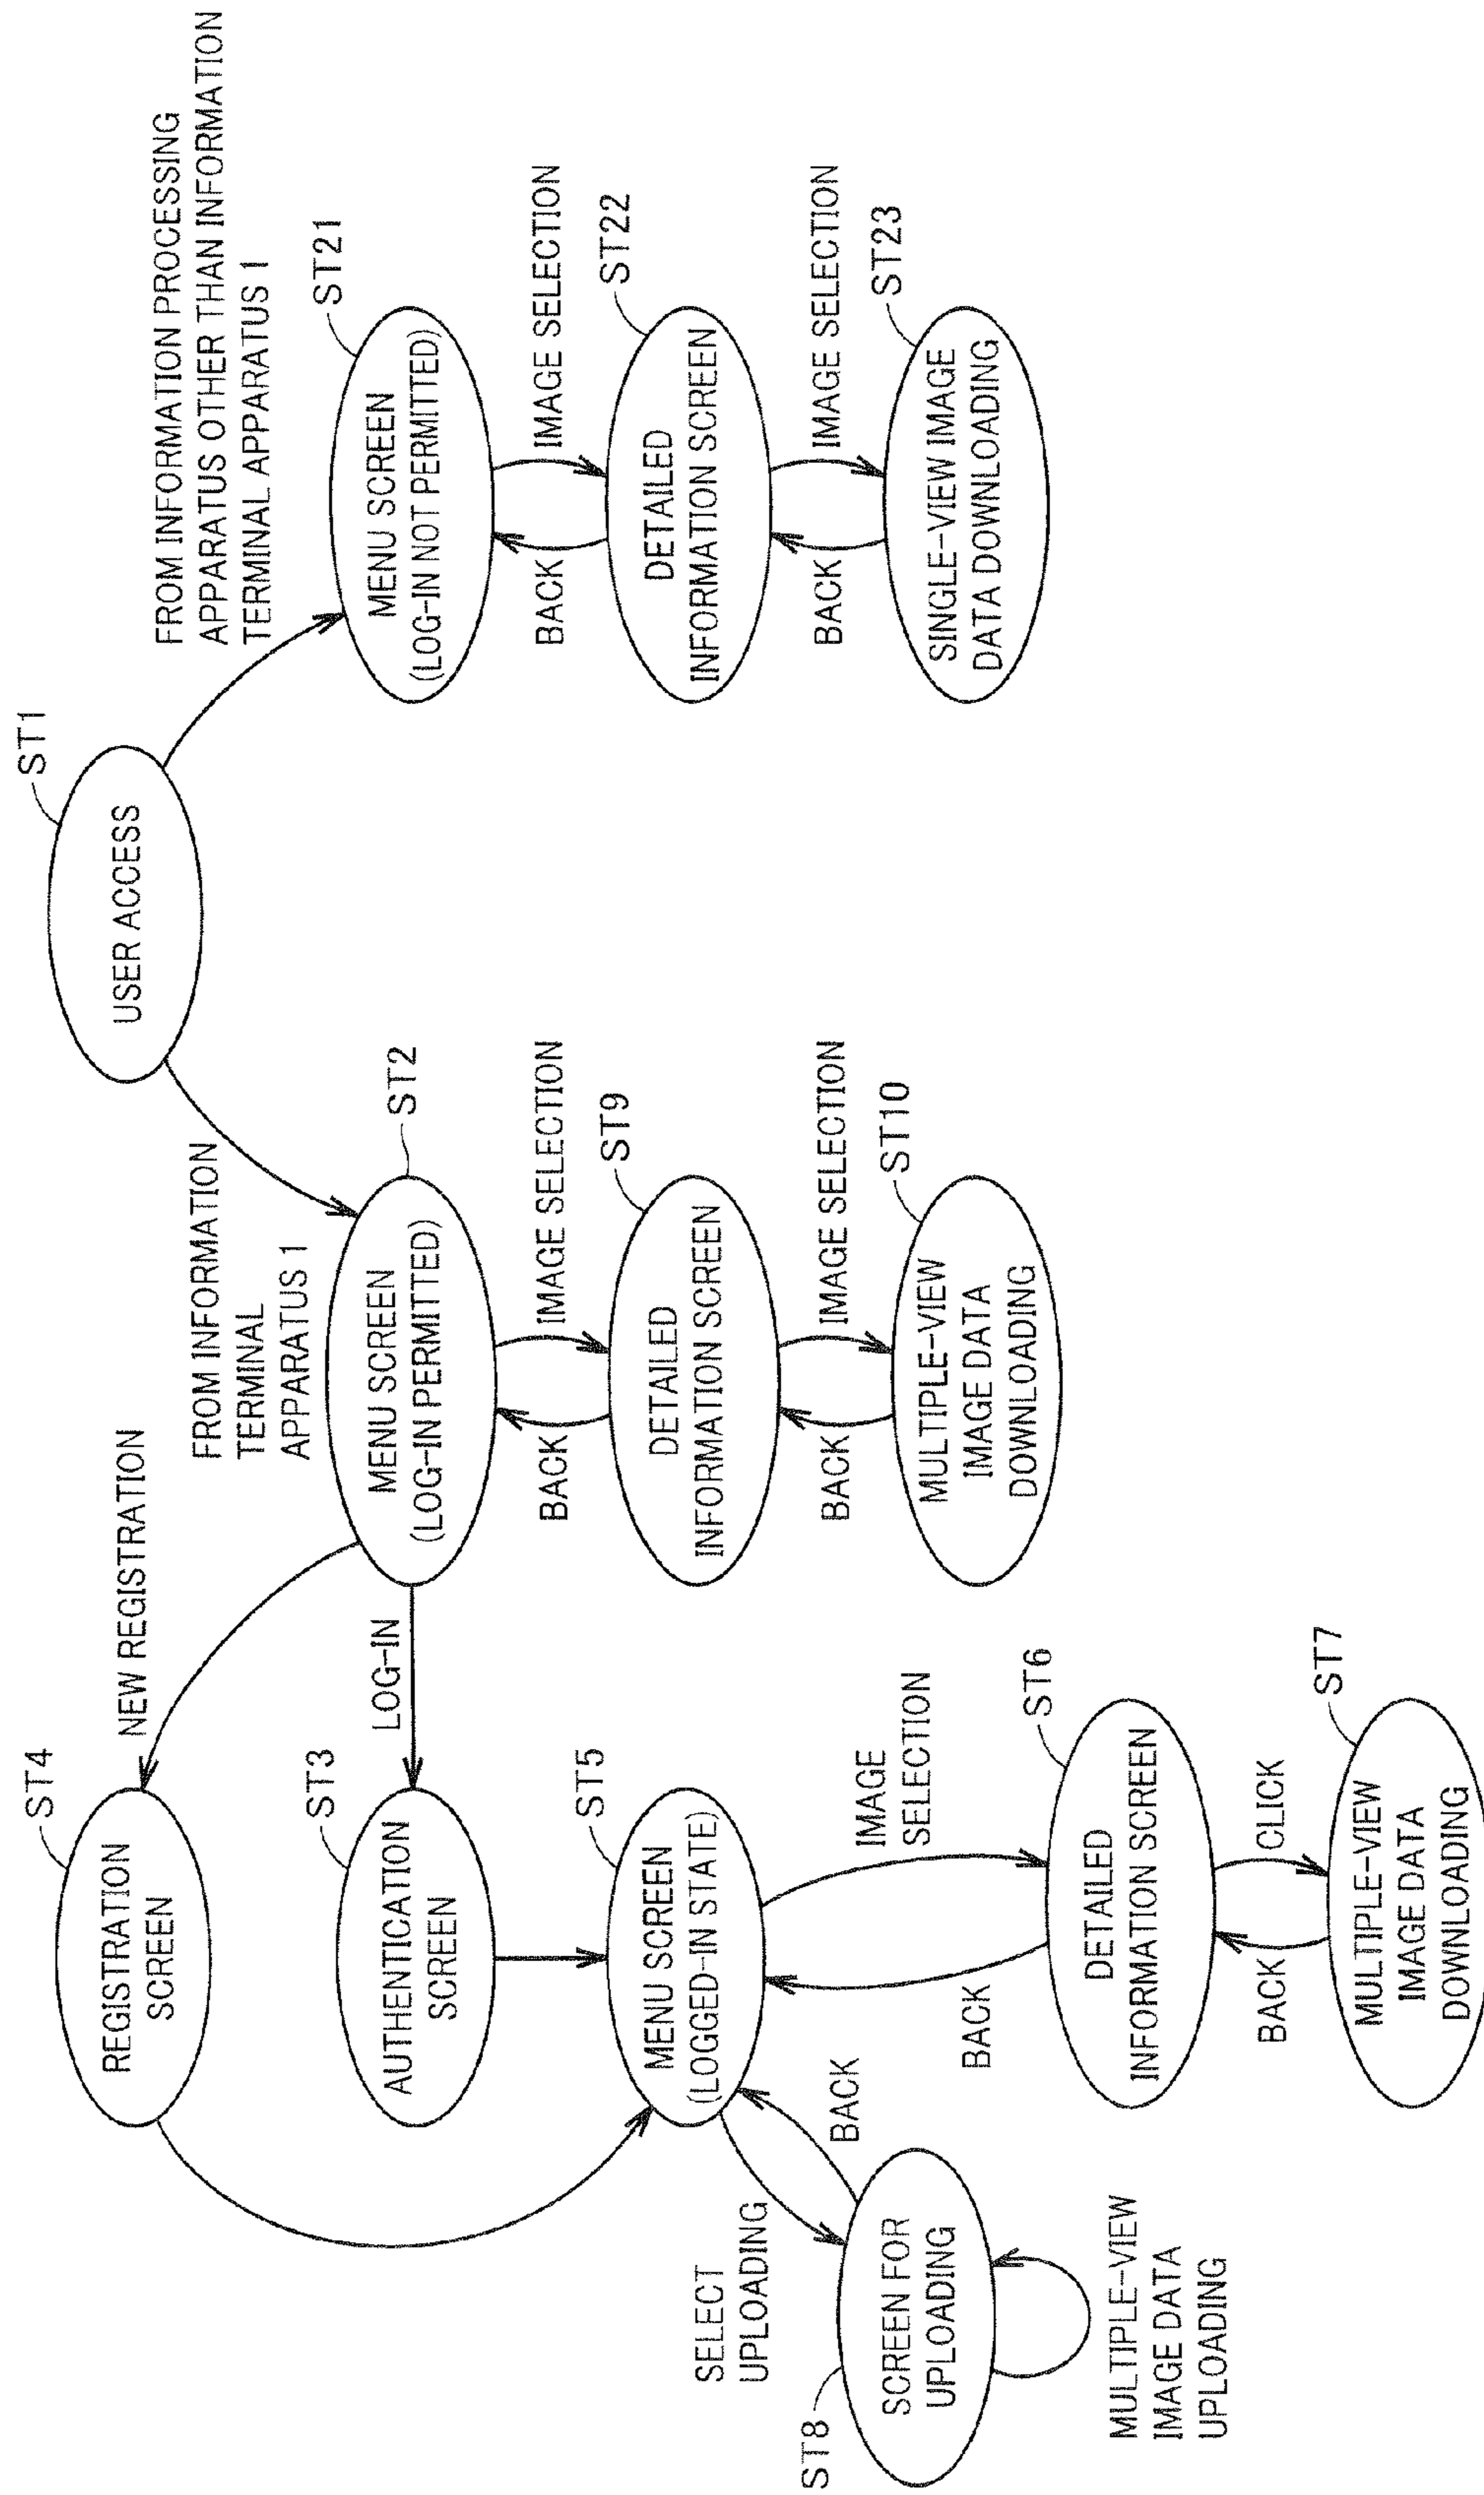 ST1
USER ACCESS
FROM INFORMATION
TERMINAL
APPARATUS 1
FROM INFORMATION PROCESSING
APPARATUS OTHER THAN INFORMATION
TERMINAL APPARATUS 1
NEW REGISTRATION
ST4
REGISTRATION
SCREEN
ST3
AUTHENTICATION
SCREEN
LOG-IN
ST2
MENU SCREEN
(LOG-IN PERMITTED)
ST21
MENU SCREEN
(LOG-IN NOT PERMITTED)
BACK
IMAGE SELECTION
BACK
IMAGE SELECTION
ST5
MENU SCREEN
(LOGGED-IN STATE)
ST9
DETAILED
INFORMATION SCREEN
ST22
DETAILED
INFORMATION SCREEN
SELECT
UPLOADING
BACK
BACK
IMAGE
SELECTION
BACK
IMAGE SELECTION
BACK
IMAGE SELECTION
ST8
SCREEN FOR
UPLOADING
ST10
MULTIPLE-VIEW
IMAGE DATA
DOWNLOADING
ST23
SINGLE-VIEW IMAGE
DATA DOWNLOADING
MULTIPLE-VIEW
IMAGE DATA
UPLOADING
ST6
DETAILED
INFORMATION SCREEN
BACK
CLICK
ST7
MULTIPLE-VIEW
IMAGE DATA
DOWNLOADING